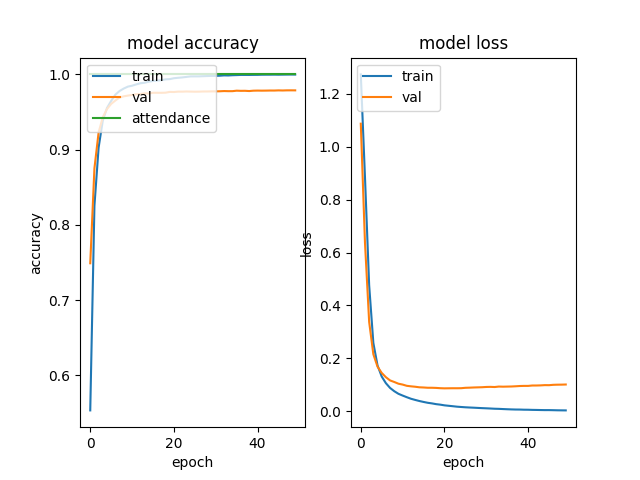 model accuracy
train
val
attendance
1.0
0.9
0.8
0.7
0.6
accuracy
0
20
40
epoch
model loss
train
val
1.2
1.0
0.8
0.6
0.4
0.2
0.0
loss
0
20
40
epoch